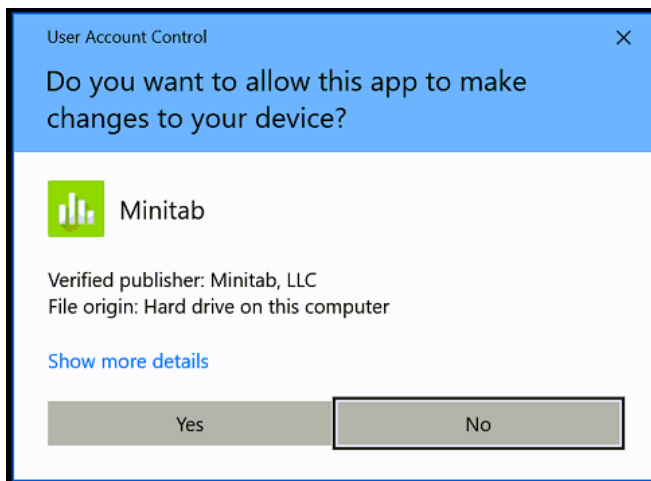 User Account Control
Do you want to allow this app to make
changes to your device?
Minitab
Verified publisher: Minitab, LLC
File origin: Hard drive on this computer
Show more details
Yes
No